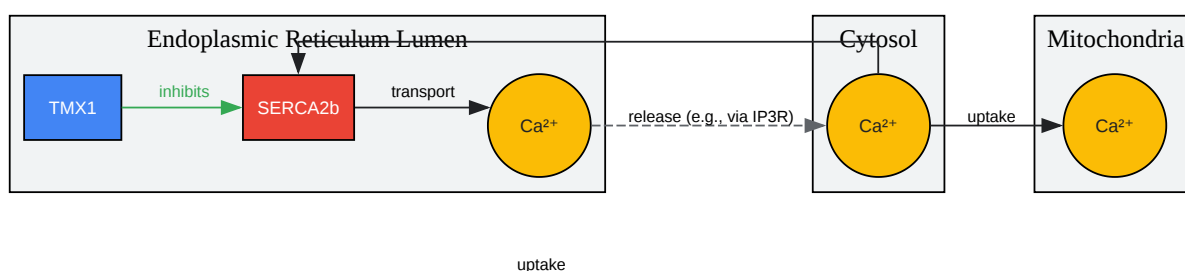 Endoplasmic Reticulum Lumen
Cytosol
Mitochondria
TMX1
inhibits
SERCA2b
transport
Ca²⁺
release (e.g., via IP3R)
Ca²⁺
uptake
Ca²⁺
uptake